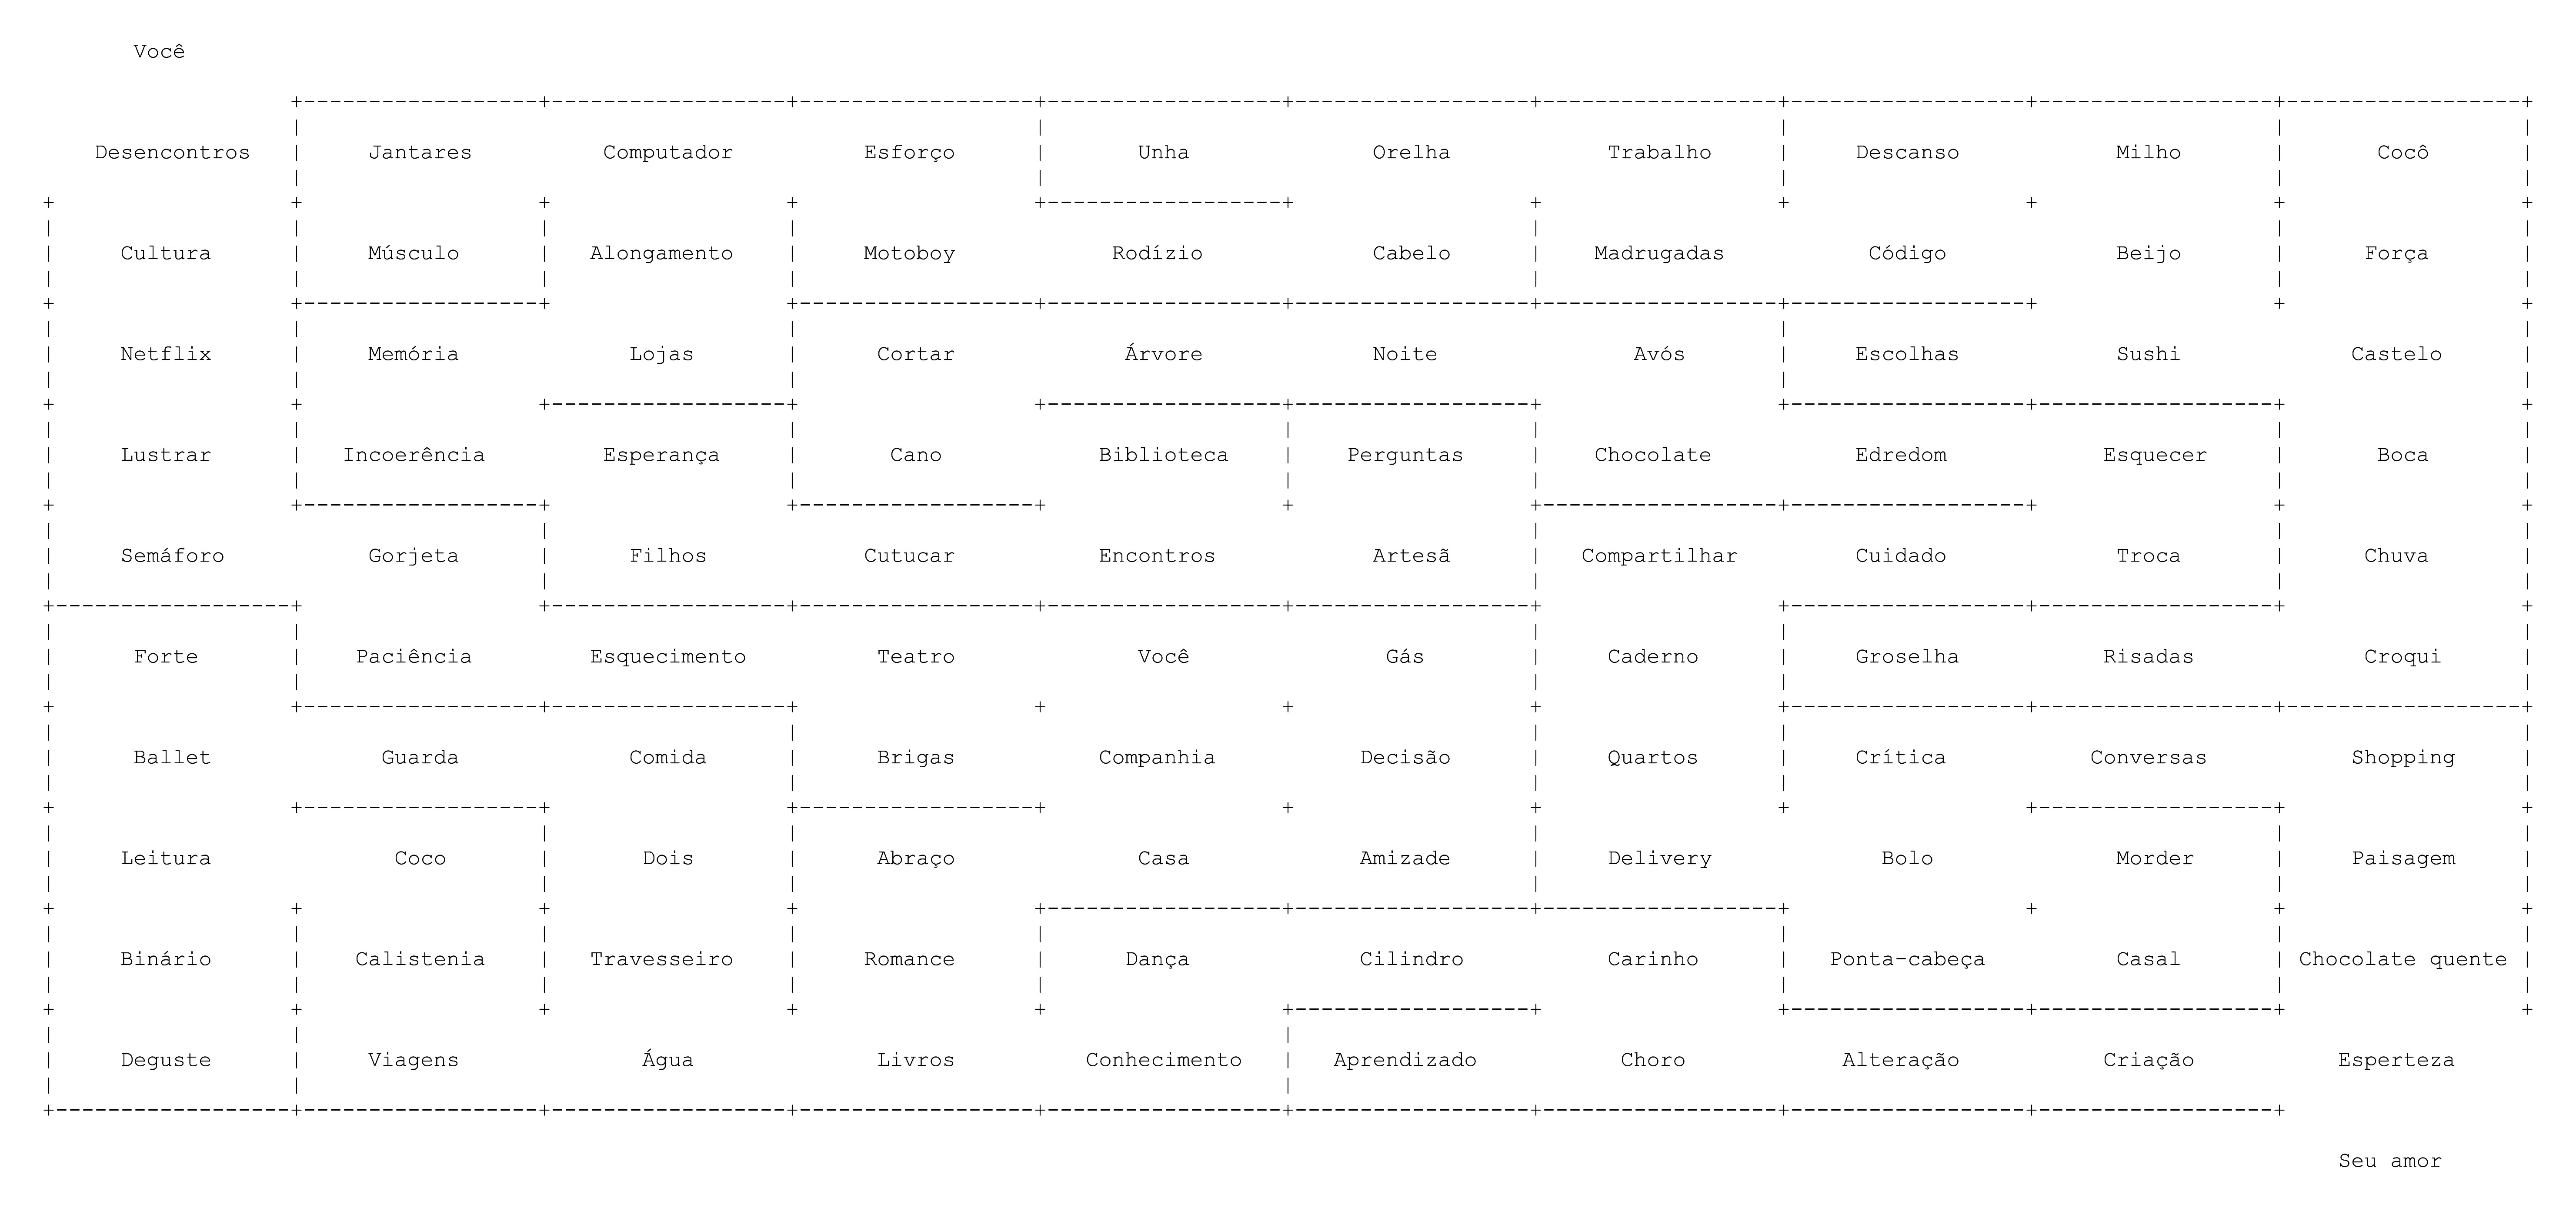 Você
Desencontros Jantares Computador Esforço Unha Orelha Trabalho Descanso Milho Cocô
Cultura Músculo Alongamento Motoboy Rodízio Cabelo Madrugadas Código Beijo Força
Netflix Memória Lojas Cortar Árvore Noite Avós Escolhas Sushi Castelo
Lustrar Incoerência Esperança Cano Biblioteca Perguntas Chocolate Edredom Esquecer Boca
Semáforo Gorjeta Filhos Cutucar Encontros Artesã Compartilhar Cuidado Troca Chuva
Forte Paciência Esquecimento Teatro Você Gás Caderno Groselha Risadas Croqui
Ballet Guarda Comida Brigas Companhia Decisão Quartos Crítica Conversas Shopping
Leitura Coco Dois Abraço Casa Amizade Delivery Bolo Morder Paisagem
Binário Calistenia Travesseiro Romance Dança Cilindro Carinho Ponta-cabeça Casal Chocolate quente
Deguste Viagens Água Livros Conhecimento Aprendizado Choro Alteração Criação Esperteza
Seu amor